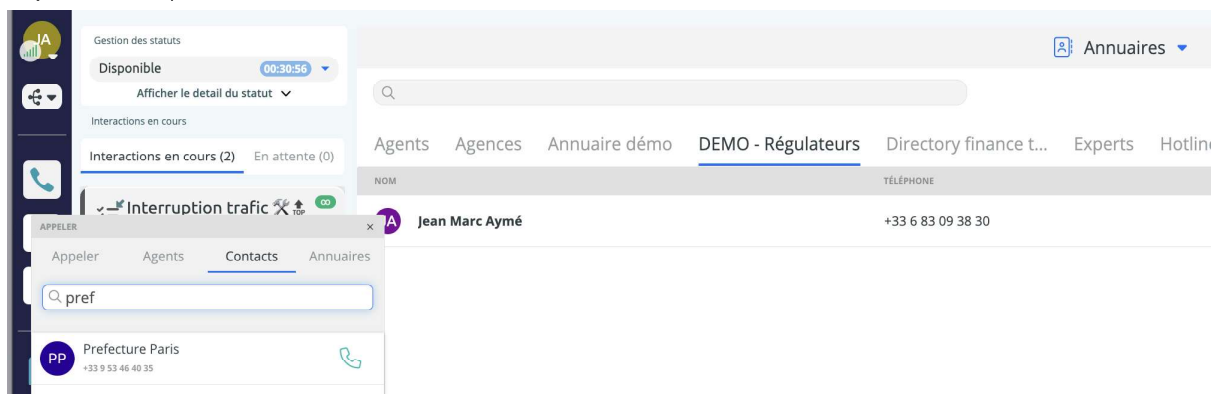 JA
Gestion des statuts
Disponible 00:30:56
Afficher le detail du statut
Interactions en cours
Interactions en cours (2) En attente (0)
Interruption trafic TOP
APPELER ×
Appeler Agents Contacts Annuaires
pref
PP Prefecture Paris
+33 9 53 46 40 35
Annuaires
Agents Agences Annuaire démo DEMO - Régulateurs Directory finance t... Experts
NOM TÉLÉPHONE
Jean Marc Aymé +33 6 83 09 38 30